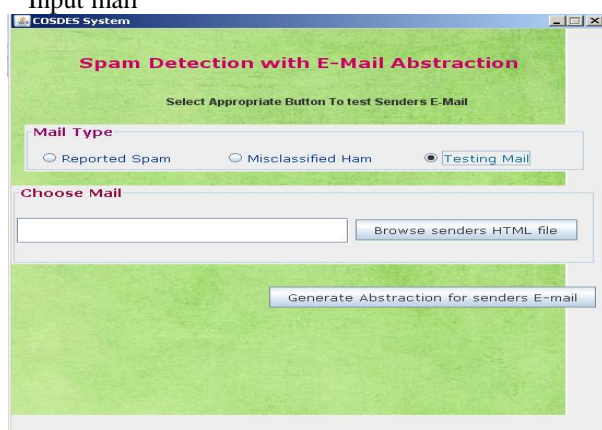 Input mail
COSDES System
Spam Detection with E-Mail Abstraction
Select Appropriate Button To test Senders E-Mail
Mail Type
Reported Spam Misclassified Ham Testing Mail
Choose Mail
Browse senders HTML file
Generate Abstraction for senders E-mail